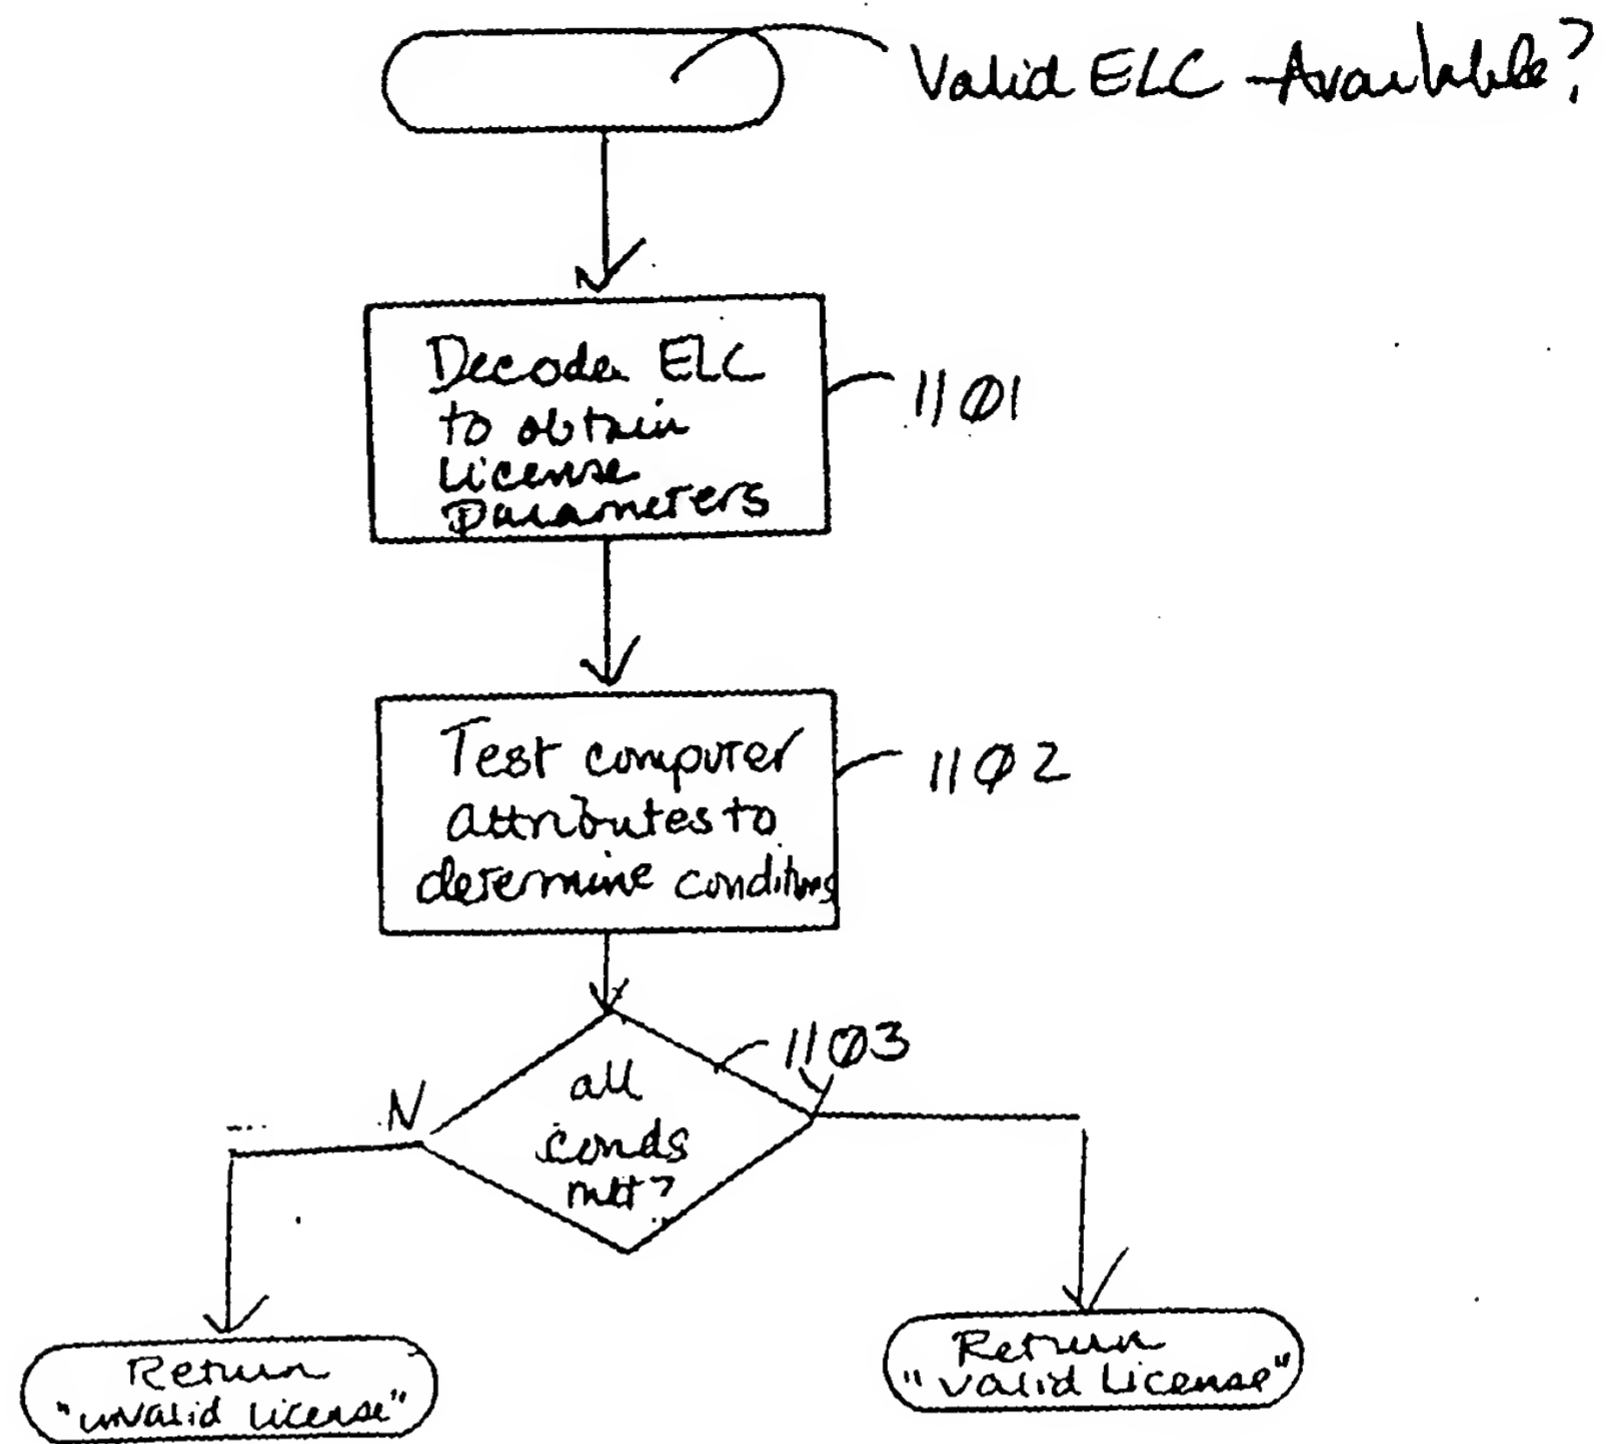 Valid ELC Available?
Decode ELC
to obtain
License
Parameters
1101
Test computer
attributes to
determine conditions
1102
1103
N
Y
all
conds
met?
Return
"invalid license"
Return
"valid License"